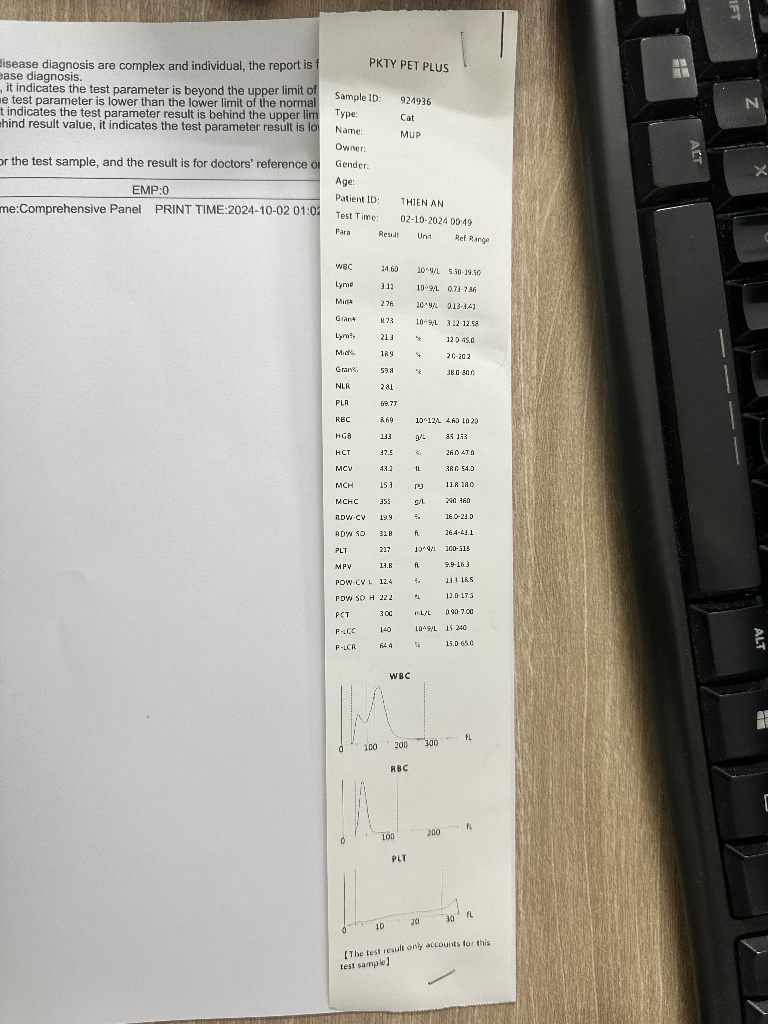 disease diagnosis are complex and individual, the report is f
ease diagnosis.
, it indicates the test parameter is beyond the upper limit of
e test parameter is lower than the lower limit of the normal
t indicates the test parameter result is behind the upper lim
hind result value, it indicates the test parameter result is lo
or the test sample, and the result is for doctors' reference o
EMP:0
me:Comprehensive Panel PRINT TIME:2024-10-02 01:02
PKTY PET PLUS
Sample ID: 924936
Type: Cat
Name: MUP
Owner:
Gender:
Age:
Patient ID: THIEN AN
Test Time: 02-10-2024 00:49
Para Result Unit Ref. Range
WBC 14.60 10^9/L 5.50-19.50
Lym# 3.11 10^9/L 0.73-7.86
Mid# 2.76 10^9/L 0.13-3.41
Gran# 8.73 10^9/L 3.12-12.58
Lym% 21.3 % 12.0-45.0
Mid% 18.9 % 2.0-20.2
Gran% 59.8 % 38.0-80.0
NLR 2.81
PLR 69.77
RBC 8.69 10^12/L 4.60-10.20
HGB 133 g/L 85-153
HCT 37.5 % 26.0-47.0
MCV 43.2 fL 38.0-54.0
MCH 15.3 pg 11.8-18.0
MCHC 355 g/L 290-360
RDW-CV 19.9 % 16.0-23.0
RDW-SD 31.8 fL 26.4-43.1
PLT 217 10^9/L 100-518
MPV 13.8 fL 9.9-16.3
PDW-CV L 12.4 % 13.3-18.5
PDW-SD H 22.2 fL 12.0-17.5
PCT 3.00 mL/L 0.90-7.00
P-LCC 140 10^9/L 15-240
P-LCR 64.4 % 15.0-65.0
WBC
0 100 200 300 fL
RBC
0 100 200 fL
PLT
0 10 20 30 fL
[The test result only accounts for this
test sample]
IFT
Z
ALT
X
ALT